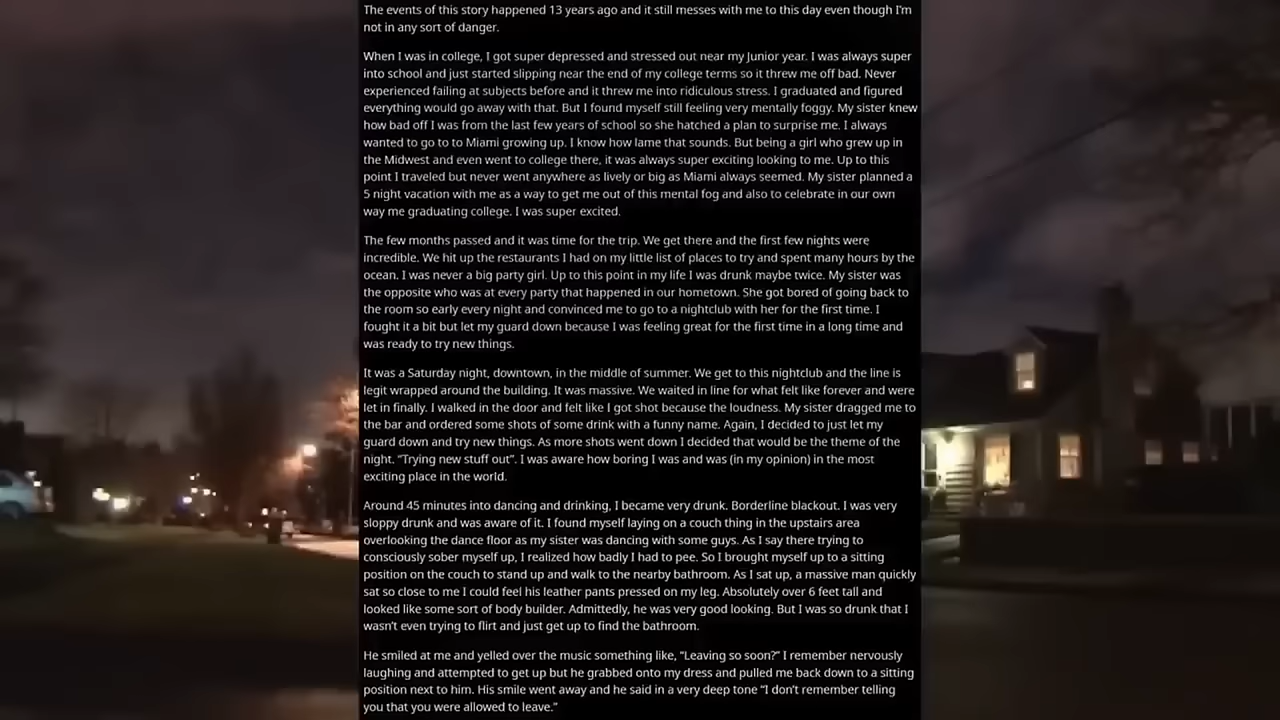 The events of this story happened 13 years ago and it still messes with me to this day even though I'm
not in any sort of danger.
When I was in college, I got super depressed and stressed out near my Junior year. I was always super
into school and just started slipping near the end of my college terms so it threw me off bad. Never
experienced failing at subjects before and it threw me into ridiculous stress. I graduated and figured
everything would go away with that. But I found myself still feeling very mentally foggy. My sister knew
how bad off I was from the last few years of school so she hatched a plan to surprise me. I always
wanted to go to to Miami growing up. I know how lame that sounds. But being a girl who grew up in
the Midwest and even went to college there, it was always super exciting looking to me. Up to this
point I traveled but never went anywhere as lively or big as Miami always seemed. My sister planned a
5 night vacation with me as a way to get me out of this mental fog and also to celebrate in our own
way me graduating college. I was super excited.
The few months passed and it was time for the trip. We get there and the first few nights were
incredible. We hit up the restaurants I had on my little list of places to try and spent many hours by the
ocean. I was never a big party girl. Up to this point in my life I was drunk maybe twice. My sister was
the opposite who was at every party that happened in our hometown. She got bored of going back to
the room so early every night and convinced me to go to a nightclub with her for the first time. I
fought it a bit but let my guard down because I was feeling great for the first time in a long time and
was ready to try new things.
It was a Saturday night, downtown, in the middle of summer. We get to this nightclub and the line is
legit wrapped around the building. It was massive. We waited in line for what felt like forever and were
let in finally. I walked in the door and felt like I got shot because the loudness. My sister dragged me to
the bar and ordered some shots of some drink with a funny name. Again, I decided to just let my
guard down and try new things. As more shots went down I decided that would be the theme of the
night. “Trying new stuff out”. I was aware how boring I was and was (in my opinion) in the most
exciting place in the world.
Around 45 minutes into dancing and drinking, I became very drunk. Borderline blackout. I was very
sloppy drunk and was aware of it. I found myself laying on a couch thing in the upstairs area
overlooking the dance floor as my sister was dancing with some guys. As I say there trying to
consciously sober myself up, I realized how badly I had to pee. So I brought myself up to a sitting
position on the couch to stand up and walk to the nearby bathroom. As I sat up, a massive man quickly
sat so close to me I could feel his leather pants pressed on my leg. Absolutely over 6 feet tall and
looked like some sort of body builder. Admittedly, he was very good looking. But I was so drunk that I
wasn't even trying to flirt and just get up to find the bathroom.
He smiled at me and yelled over the music something like, “Leaving so soon?” I remember nervously
laughing and attempted to get up but he grabbed onto my dress and pulled me back down to a sitting
position next to him. His smile went away and he said in a very deep tone “I don't remember telling
you that you were allowed to leave.”